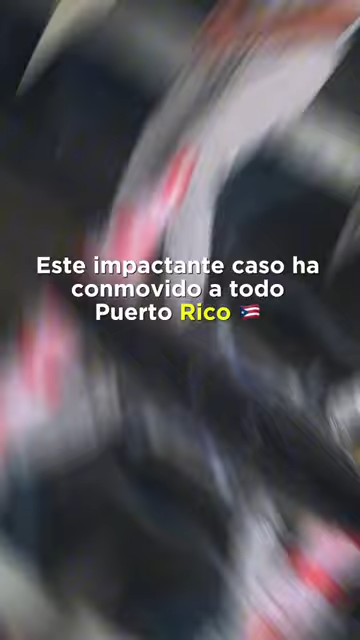 Este impactante caso ha
conmovido a todo
Puerto Rico 🇵🇷